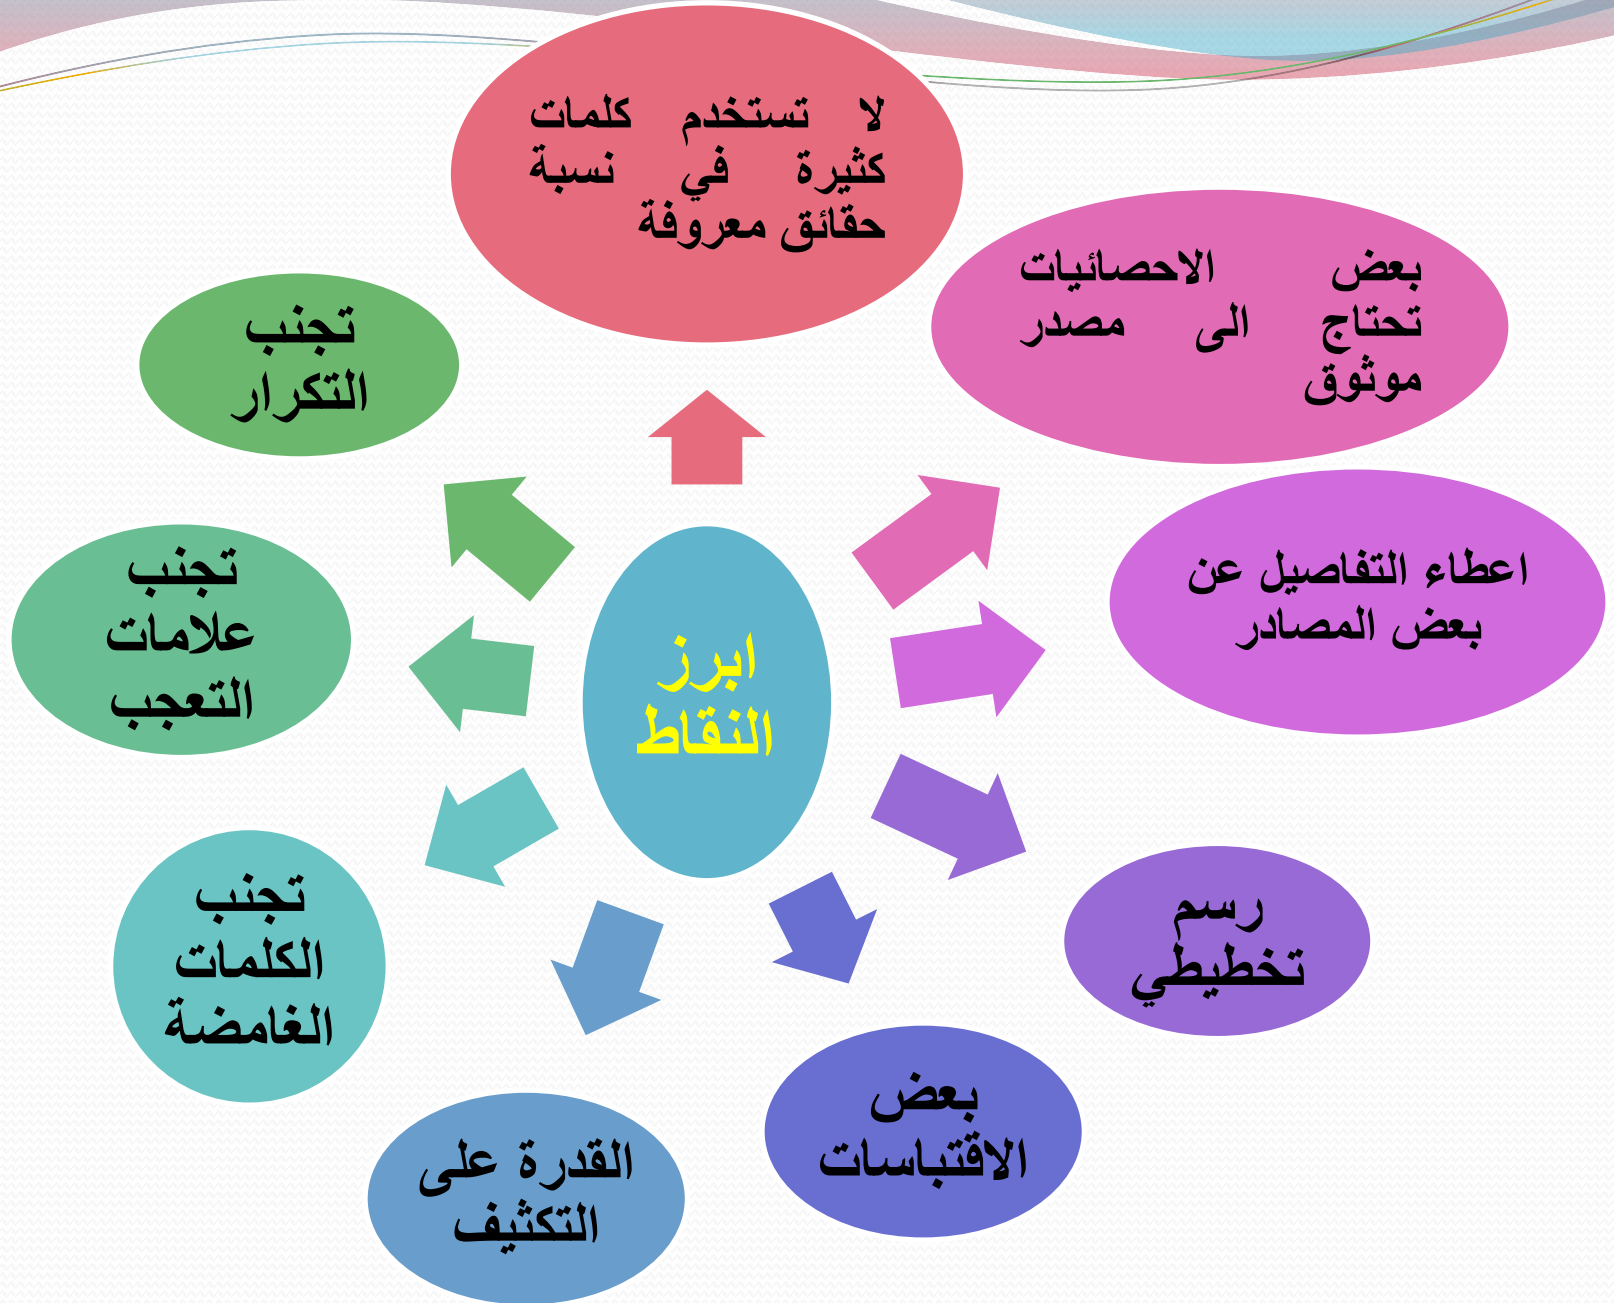 لا تستخدم كلمات
كثيرة في نسبة
حقائق معروفة
بعض الاحصائيات
تحتاج الى مصدر
موثوق
اعطاء التفاصيل عن
بعض المصادر
رسم
تخطيطي
بعض
الاقتباسات
القدرة على
التكثيف
تجنب
الكلمات
الغامضة
تجنب
علامات
التعجب
تجنب
التكرار
ابرز
النقاط